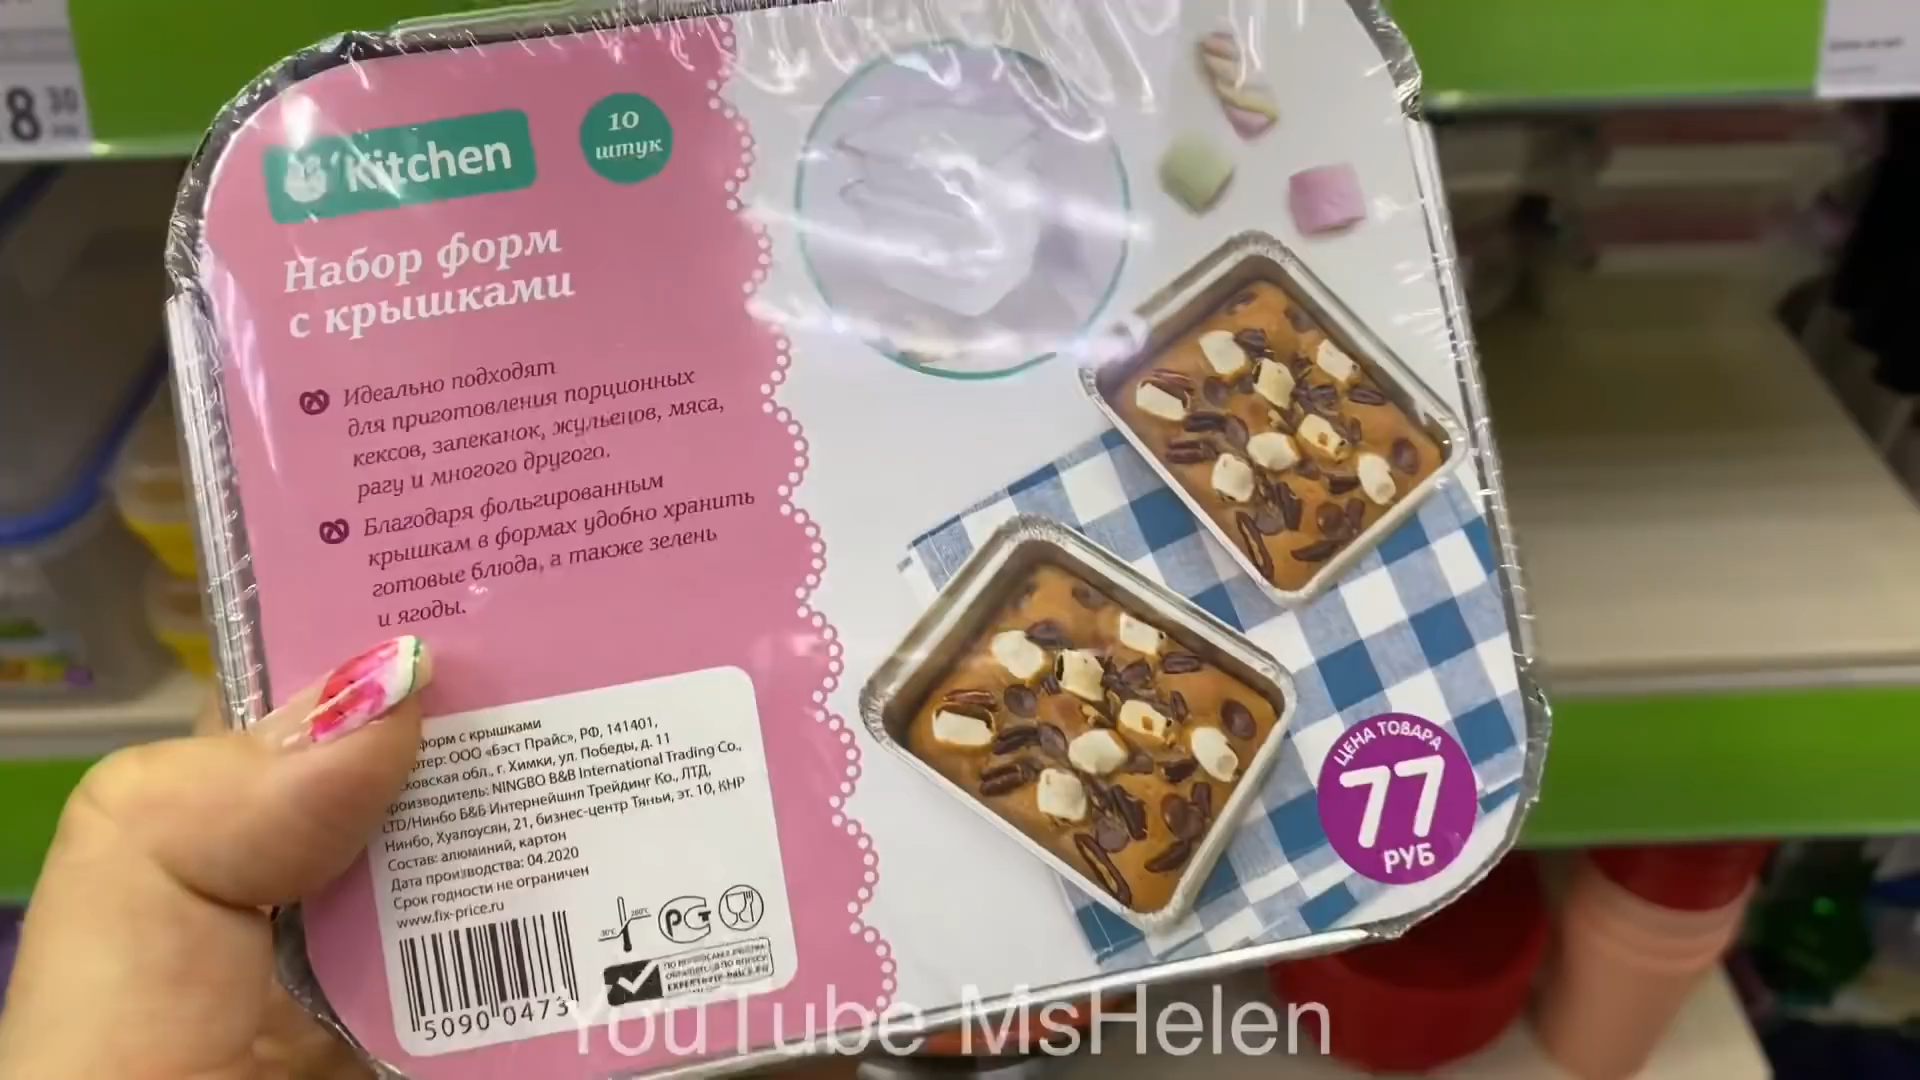 8 30
Kitchen
10
штук
Набор форм
с крышками
Идеально подходят
для приготовления порционных
кексов, запеканок, жульенов, мяса,
рагу и многого другого.
Благодаря фольгированным
крышкам в формах удобно хранить
готовые блюда, а также зелень
и ягоды.
форм с крышками
ООО «Бэст Прайс», РФ, 141401,
обл., г. Химки, ул. Победы, д. 11
NINGBO B&B International Trading Co.,
LTD/Нинбо Б&Б Интернейшнл Трейдинг Ко., ЛТД,
Нинбо, Хуалоусян, 21, бизнес-центр Тяньи, эт. 10, КНР
Состав: алюминий, картон
Дата производства: 04.2020
Срок годности не ограничен
www.fix-price.ru
5090 0473
ЦЕНА ТОВАРА
77
РУБ
YouTube MsHelen